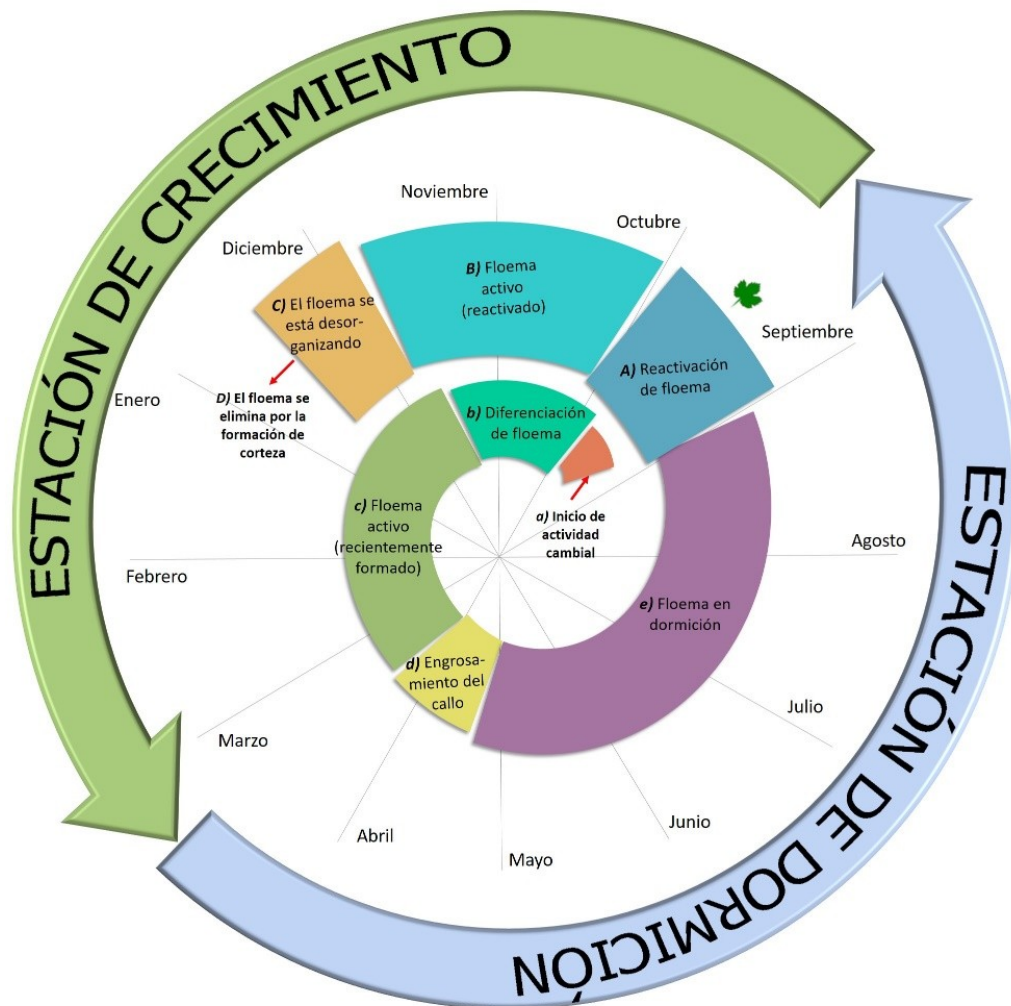 ESTACIÓN DE CRECIMIENTO
ESTACIÓN DE DORMICIÓN
Noviembre
Octubre
Septiembre
Agosto
Julio
Junio
Mayo
Abril
Marzo
Febrero
Enero
Diciembre
A) Reactivación
de floema
B) Floema
activo
(reactivado)
C) El floema se
está desor-
ganizando
D) El floema se
elimina por la
formación de
corteza
a) Inicio de
actividad
cambial
b) Diferenciación
de floema
c) Floema
activo
(recientemente
formado)
d) Engrosa-
miento del
callo
e) Floema en
dormición